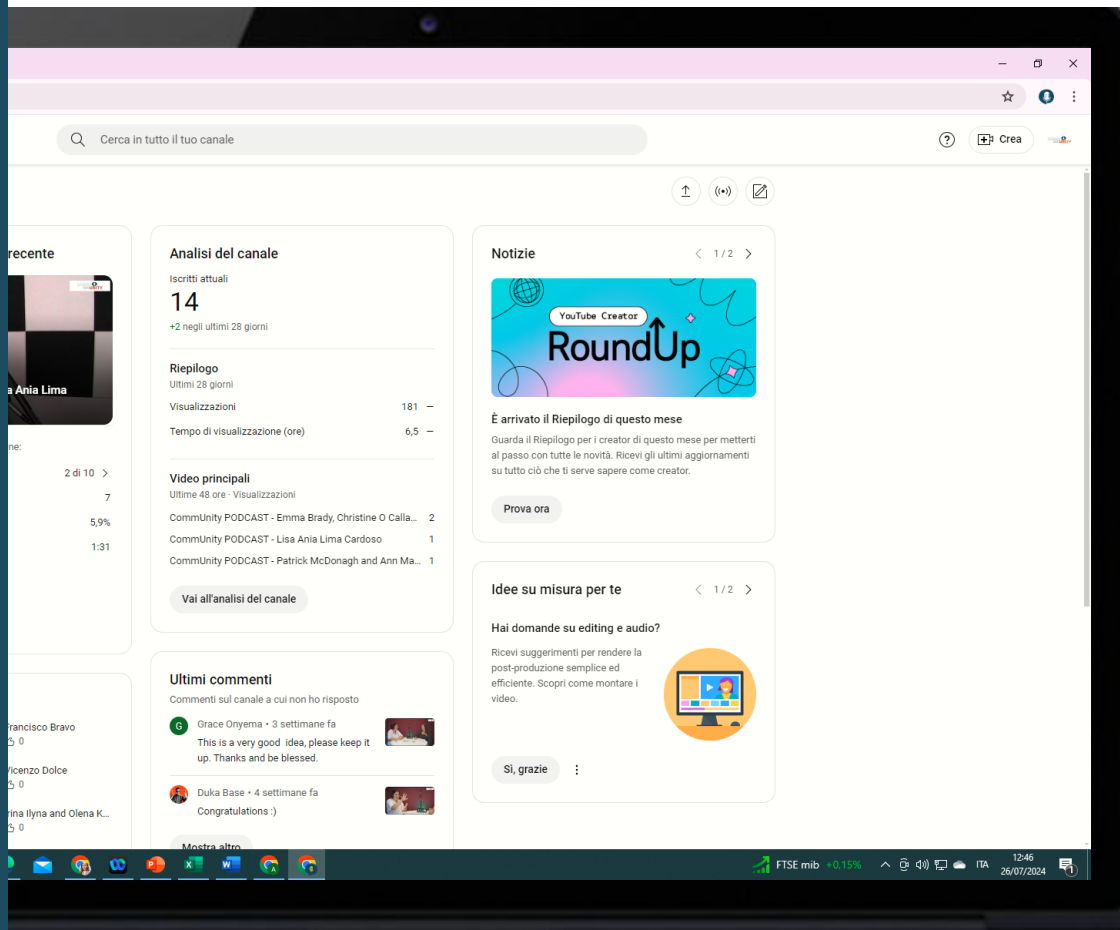 Cerca in tutto il tuo canale
Crea
recente
a Ania Lima
ne:
2 di 10
7
5,9%
1:31
Francisco Bravo
0
Vicenzo Dolce
0
rina Ilyna and Olena K...
0
Analisi del canale
Iscritti attuali
14
+2 negli ultimi 28 giorni
Riepilogo
Ultimi 28 giorni
Visualizzazioni 181 —
Tempo di visualizzazione (ore) 6,5 —
Video principali
Ultime 48 ore · Visualizzazioni
CommUnity PODCAST - Emma Brady, Christine O Calla... 2
CommUnity PODCAST - Lisa Ania Lima Cardoso 1
CommUnity PODCAST - Patrick McDonagh and Ann Ma... 1
Vai all'analisi del canale
Ultimi commenti
Commenti sul canale a cui non ho risposto
G
Grace Onyema • 3 settimane fa
This is a very good idea, please keep it
up. Thanks and be blessed.
Duka Base • 4 settimane fa
Congratulations :)
Mostra altro
Notizie
1 / 2
YouTube Creator
RoundUp
È arrivato il Riepilogo di questo mese
Guarda il Riepilogo per i creator di questo mese per metterti
al passo con tutte le novità. Ricevi gli ultimi aggiornamenti
su tutto ciò che ti serve sapere come creator.
Prova ora
Idee su misura per te
1 / 2
Hai domande su editing e audio?
Ricevi suggerimenti per rendere la
post-produzione semplice ed
efficiente. Scopri come montare i
video.
Sì, grazie
FTSE mib +0,15%
ITA
12:46
26/07/2024
1